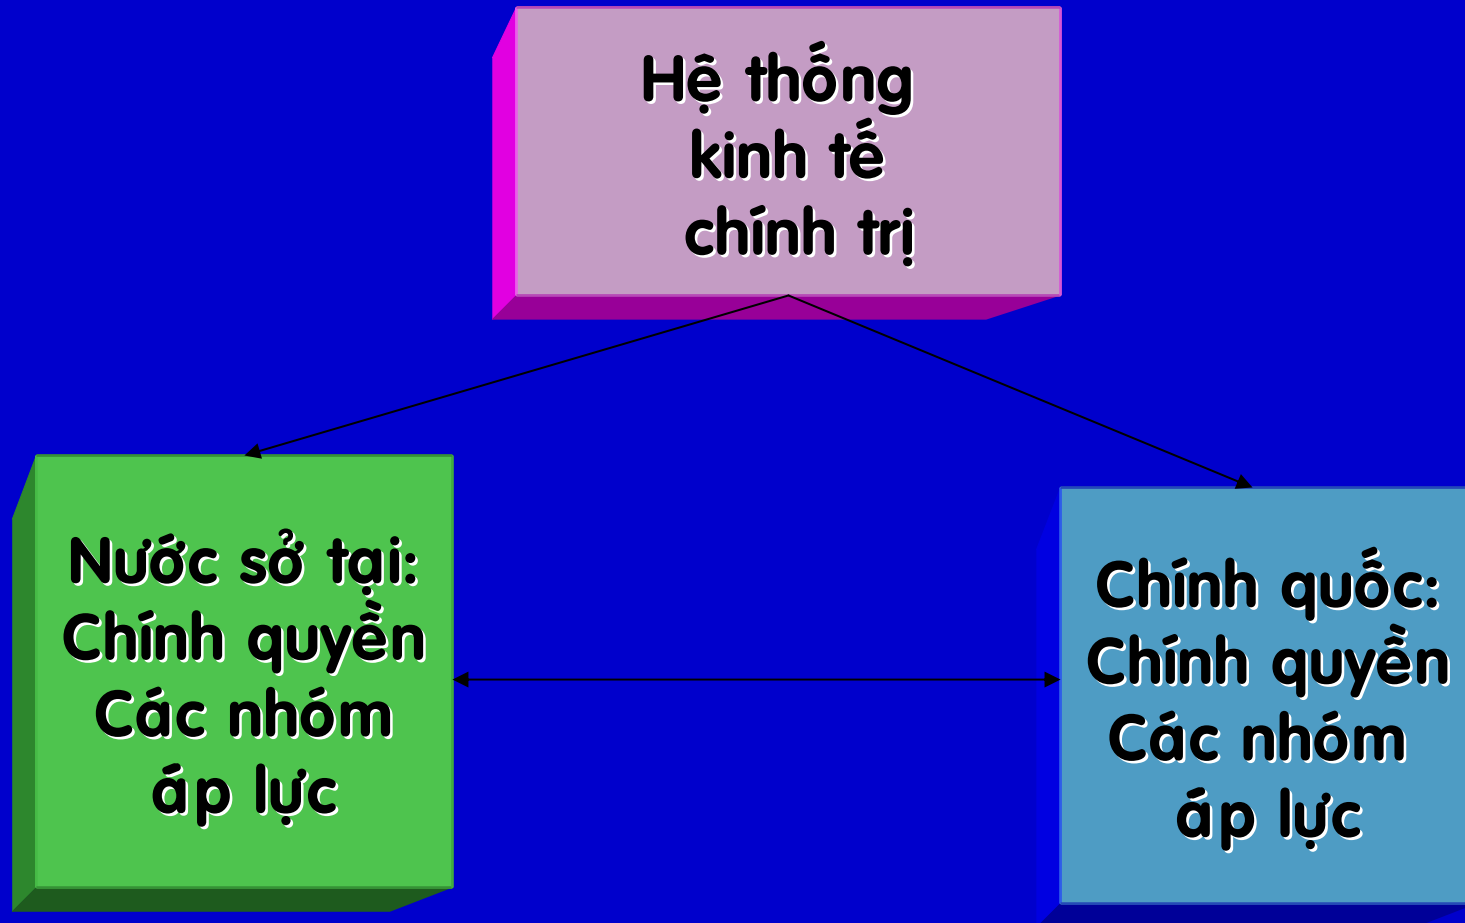 Hệ thống
kinh tế
chính trị
Nước sở tại:
Chính quyền
Các nhóm
áp lực
Chính quốc:
Chính quyền
Các nhóm
áp lực